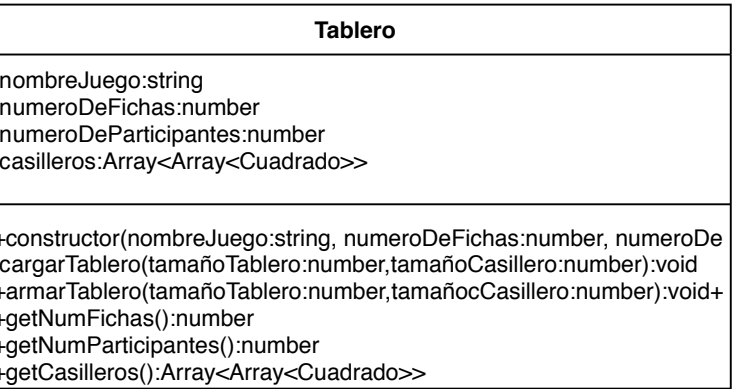 Tablero
nombreJuego:string
numeroDeFichas:number
numeroDeParticipantes:number
casilleros:Array<Array<Cuadrado>>
+constructor(nombreJuego:string, numeroDeFichas:number, numeroDe
cargarTablero(tamañoTablero:number,tamañoCasillero:number):void
+armarTablero(tamañoTablero:number,tamañocCasillero:number):void+
+getNumFichas():number
+getNumParticipantes():number
+getCasilleros():Array<Array<Cuadrado>>